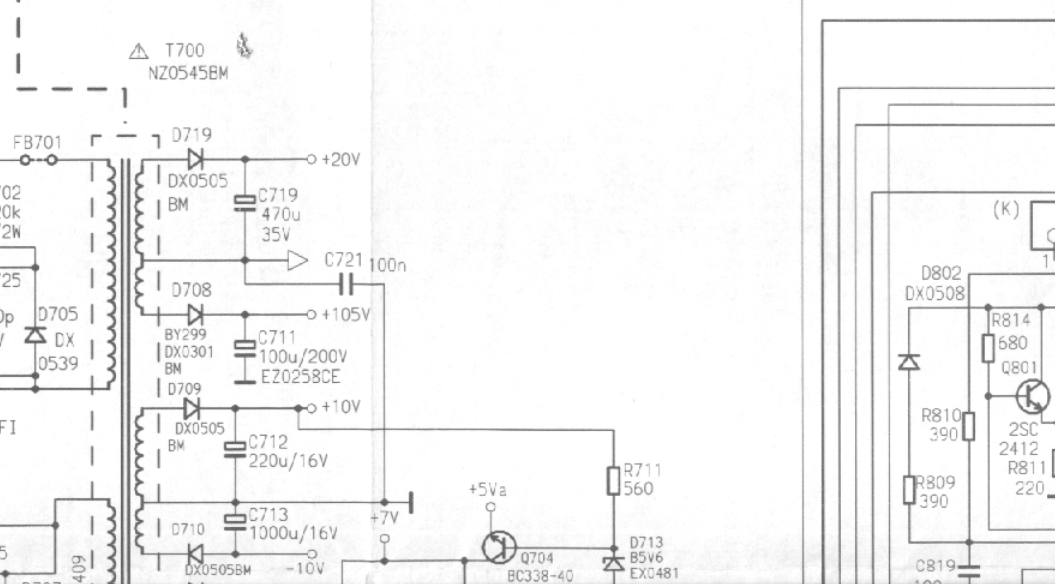 T700
NZ0545BM
FB701
D719
DX0505
BM
+20V
C719
470u
35V
C721 100n
D708
BY299
DX0301
BM
+105V
C711
100u/200V
EZ0258CE
D705
DX
0539
D709
DX0505
BM
+10V
C712
220u/16V
C713
1000u/16V
D710
DX0505BM
-10V
+7V
+5Va
Q704
BC338-40
R711
560
D713
B5V6
EX0481
(K)
1
D802
DX0508
R814
680
Q801
2SC
2412
R810
390
R811
220
R809
390
C819